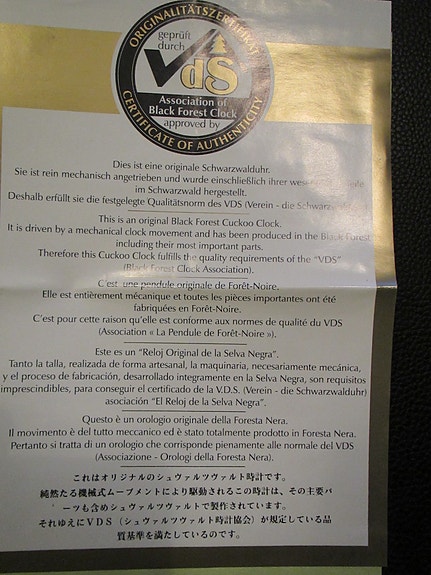 ORIGINALITÄTSZERTIFIKAT
geprüft
durch
VdS
Association of
Black Forest Clock
approved by
CERTIFICATE OF AUTHENTICITY
Dies ist eine originale Schwarzwalduhr.
Sie ist rein mechanisch angetrieben und wurde einschließlich ihrer
im Schwarzwald hergestellt.
Deshalb erfüllt sie die festgelegte Qualitätsnorm des VDS (Verein - die
This is an original Black Forest Cuckoo Clock.
It is driven by a mechanical clock movement and has been produced in the Black Forest
including their most important parts.
Therefore this Cuckoo Clock fulfills the quality requirements of the “VDS”
(Black Forest Clock Association).
C'est une pendule originale de Forêt-Noire.
Elle est entièrement mécanique et toutes les pièces importantes ont été
fabriquées en Forêt-Noire.
C'est pour cette raison qu'elle est conforme aux normes de qualité du VDS
(Association « La Pendule de Forêt-Noire »).
Este es un “Reloj Original de la Selva Negra”.
Tanto la talla, realizada de forma artesanal, la maquinaria, necesariamente mecánica,
y el proceso de fabricación, desarrollado integramente en la Selva Negra, son requisitos
imprescindibles, para conseguir el certificado de la V.D.S. (Verein - die Schwarzwalduhr)
asociación “El Reloj de la Selva Negra”.
Questo è un orologio originale della Foresta Nera.
Il movimento è del tutto meccanico ed è stato totalmente prodotto in Foresta Nera.
Pertanto si tratta di un orologio che corrisponde pienamente alle normale del VDS
(Associazione - Orologi della Foresta Nera).
これはオリジナルのシュヴァルツヴァルト時計です。
純然たる機械式ムーブメントにより駆動されるこの時計は、その主要パ
ーツも含めシュヴァルツヴァルトで製作されています。
それゆえにＶＤＳ（シュヴァルツヴァルト時計協会）が規定している品
質基準を満たしているのです。